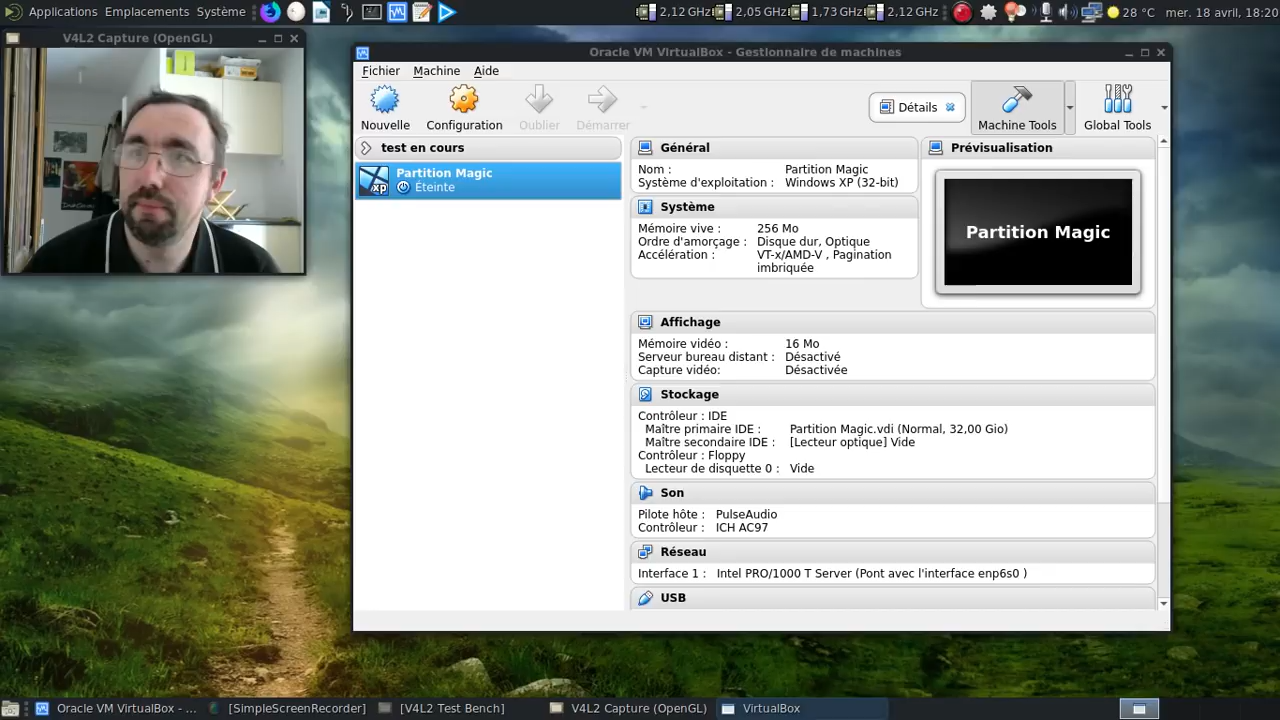 Applications Emplacements Système
2,12 GHz 2,05 GHz 1,73 GHz 2,12 GHz
28 °C mer. 18 avril, 18:20
V4L2 Capture (OpenGL)
Oracle VM VirtualBox - Gestionnaire de machines
Fichier Machine Aide
Nouvelle Configuration Oublier Démarrer
Détails Machine Tools Global Tools
test en cours
xp
Partition Magic
Éteinte
Général
Nom : Partition Magic
Système d'exploitation : Windows XP (32-bit)
Système
Mémoire vive : 256 Mo
Ordre d'amorçage : Disque dur, Optique
Accélération : VT-x/AMD-V , Pagination
imbriquée
Prévisualisation
Partition Magic
Affichage
Mémoire vidéo : 16 Mo
Serveur bureau distant : Désactivé
Capture vidéo: Désactivée
Stockage
Contrôleur : IDE
Maître primaire IDE : Partition Magic.vdi (Normal, 32,00 Gio)
Maître secondaire IDE : [Lecteur optique] Vide
Contrôleur : Floppy
Lecteur de disquette 0 : Vide
Son
Pilote hôte : PulseAudio
Contrôleur : ICH AC97
Réseau
Interface 1 : Intel PRO/1000 T Server (Pont avec l'interface enp6s0 )
USB
Oracle VM VirtualBox - ... [SimpleScreenRecorder] [V4L2 Test Bench] V4L2 Capture (OpenGL) VirtualBox